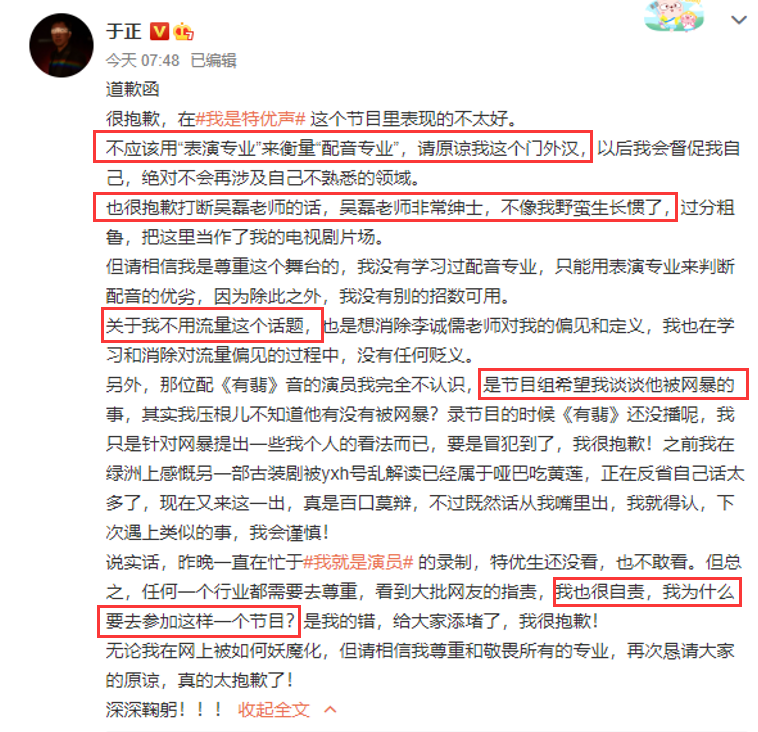 于正
今天 07:48 已编辑
道歉函
很抱歉，在#我是特优声# 这个节目里表现的不太好。
不应该用“表演专业”来衡量“配音专业”，请原谅我这个门外汉，以后我会督促我自
己，绝对不会再涉及自己不熟悉的领域。
也很抱歉打断吴磊老师的话，吴磊老师非常绅士，不像我野蛮生长惯了，过分粗
鲁，把这里当作了我的电视剧片场。
但请相信我是尊重这个舞台的，我没有学习过配音专业，只能用表演专业来判断
配音的优劣，因为除此之外，我没有别的招数可用。
关于我不用流量这个话题，也是想消除李诚儒老师对我的偏见和定义，我也在学
习和消除对流量偏见的过程中，没有任何贬义。
另外，那位配《有翡》音的演员我完全不认识，是节目组希望我谈谈他被网暴的
事，其实我压根儿不知道他有没有被网暴？录节目的时候《有翡》还没播呢，我
只是针对网暴提出一些我个人的看法而已，要是冒犯到了，我很抱歉！之前我在
绿洲上感慨另一部古装剧被yxh号乱解读已经属于哑巴吃黄莲，正在反省自己话太
多了，现在又来这一出，真是百口莫辩，不过既然话从我嘴里出，我就得认，下
次遇上类似的事，我会谨慎！
说实话，昨晚一直在忙于#我就是演员# 的录制，特优生还没看，也不敢看。但总
之，任何一个行业都需要去尊重，看到大批网友的指责，我也很自责，我为什么
要去参加这样一个节目？是我的错，给大家添堵了，我很抱歉！
无论我在网上被如何妖魔化，但请相信我尊重和敬畏所有的专业，再次恳请大家
的原谅，真的太抱歉了！
深深鞠躬！！！ 收起全文